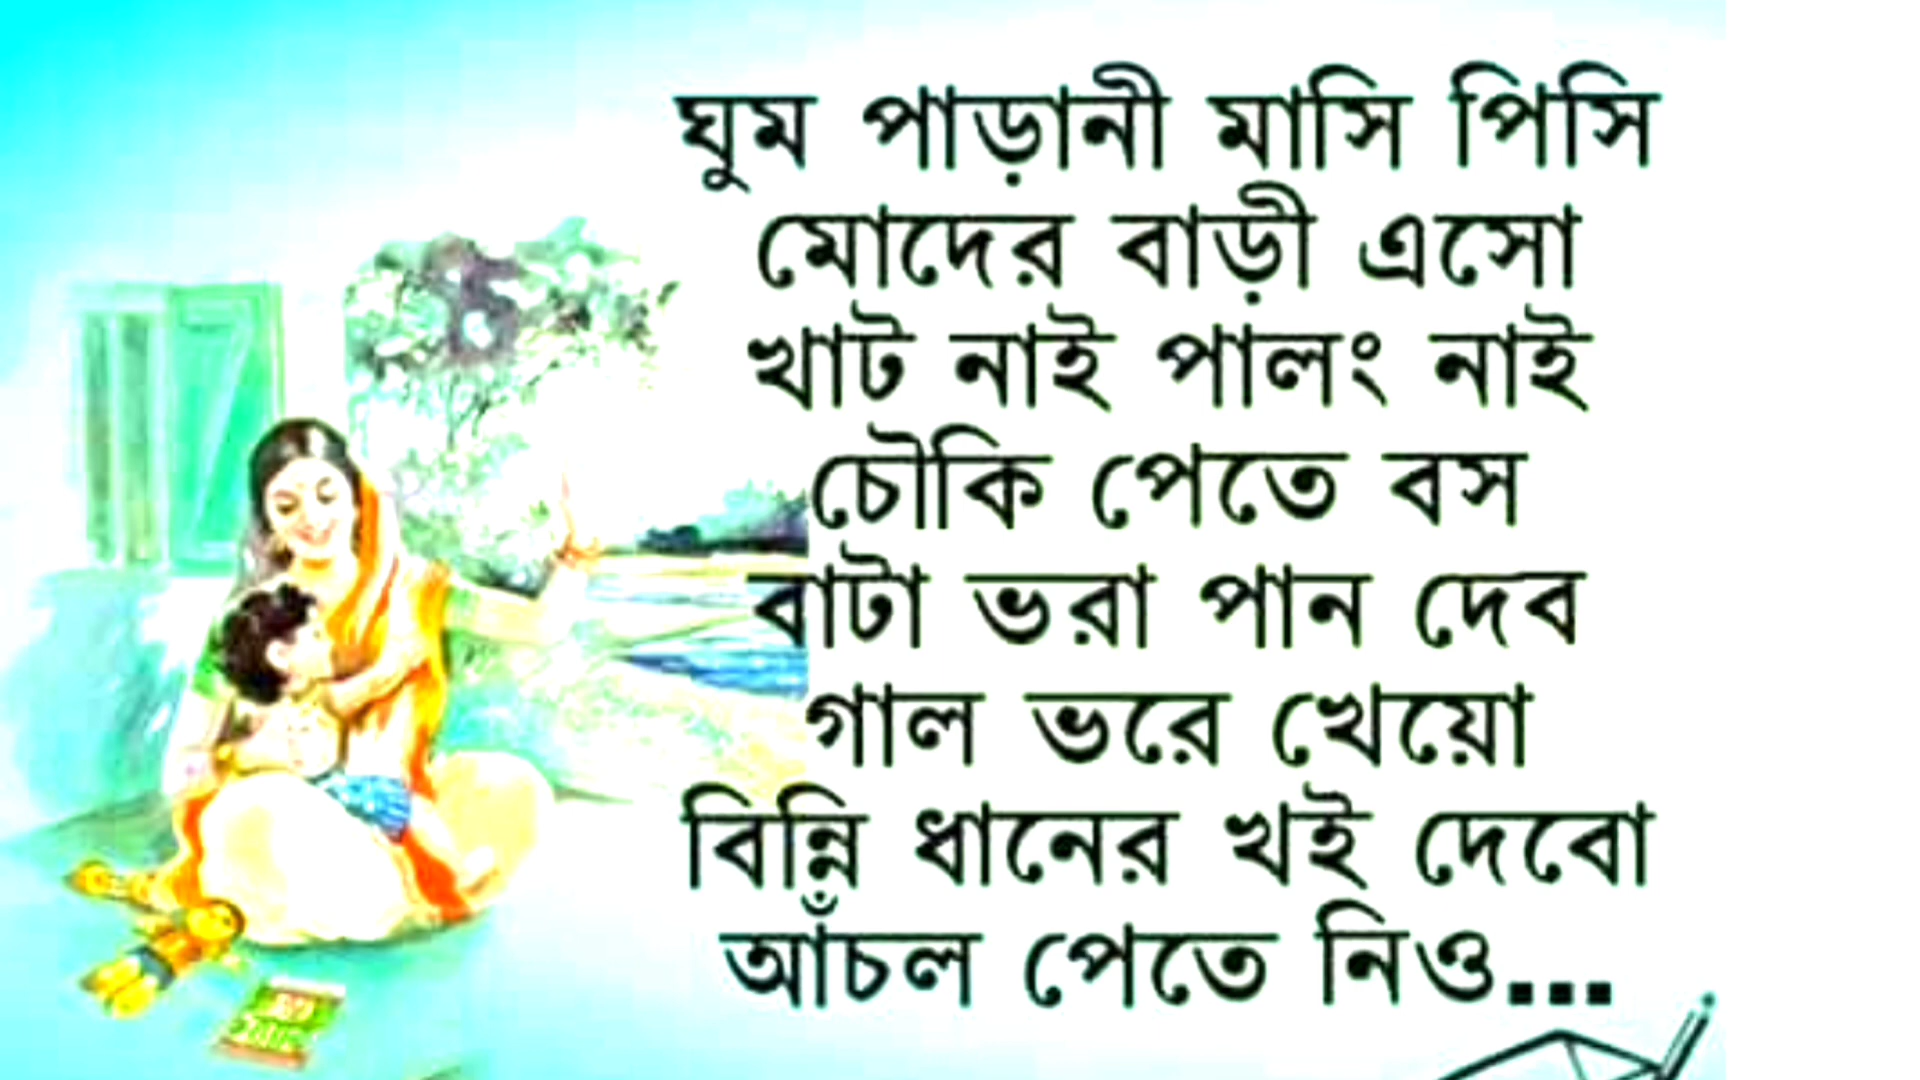 ঘুম পাড়ানী মাসি পিসি
মোদের বাড়ী এসো
খাট নাই পালং নাই
চৌকি পেতে বস
বাটা ভরা পান দেব
গাল ভরে খেয়ো
বিন্নি ধানের খই দেবো
আঁচল পেতে নিও...